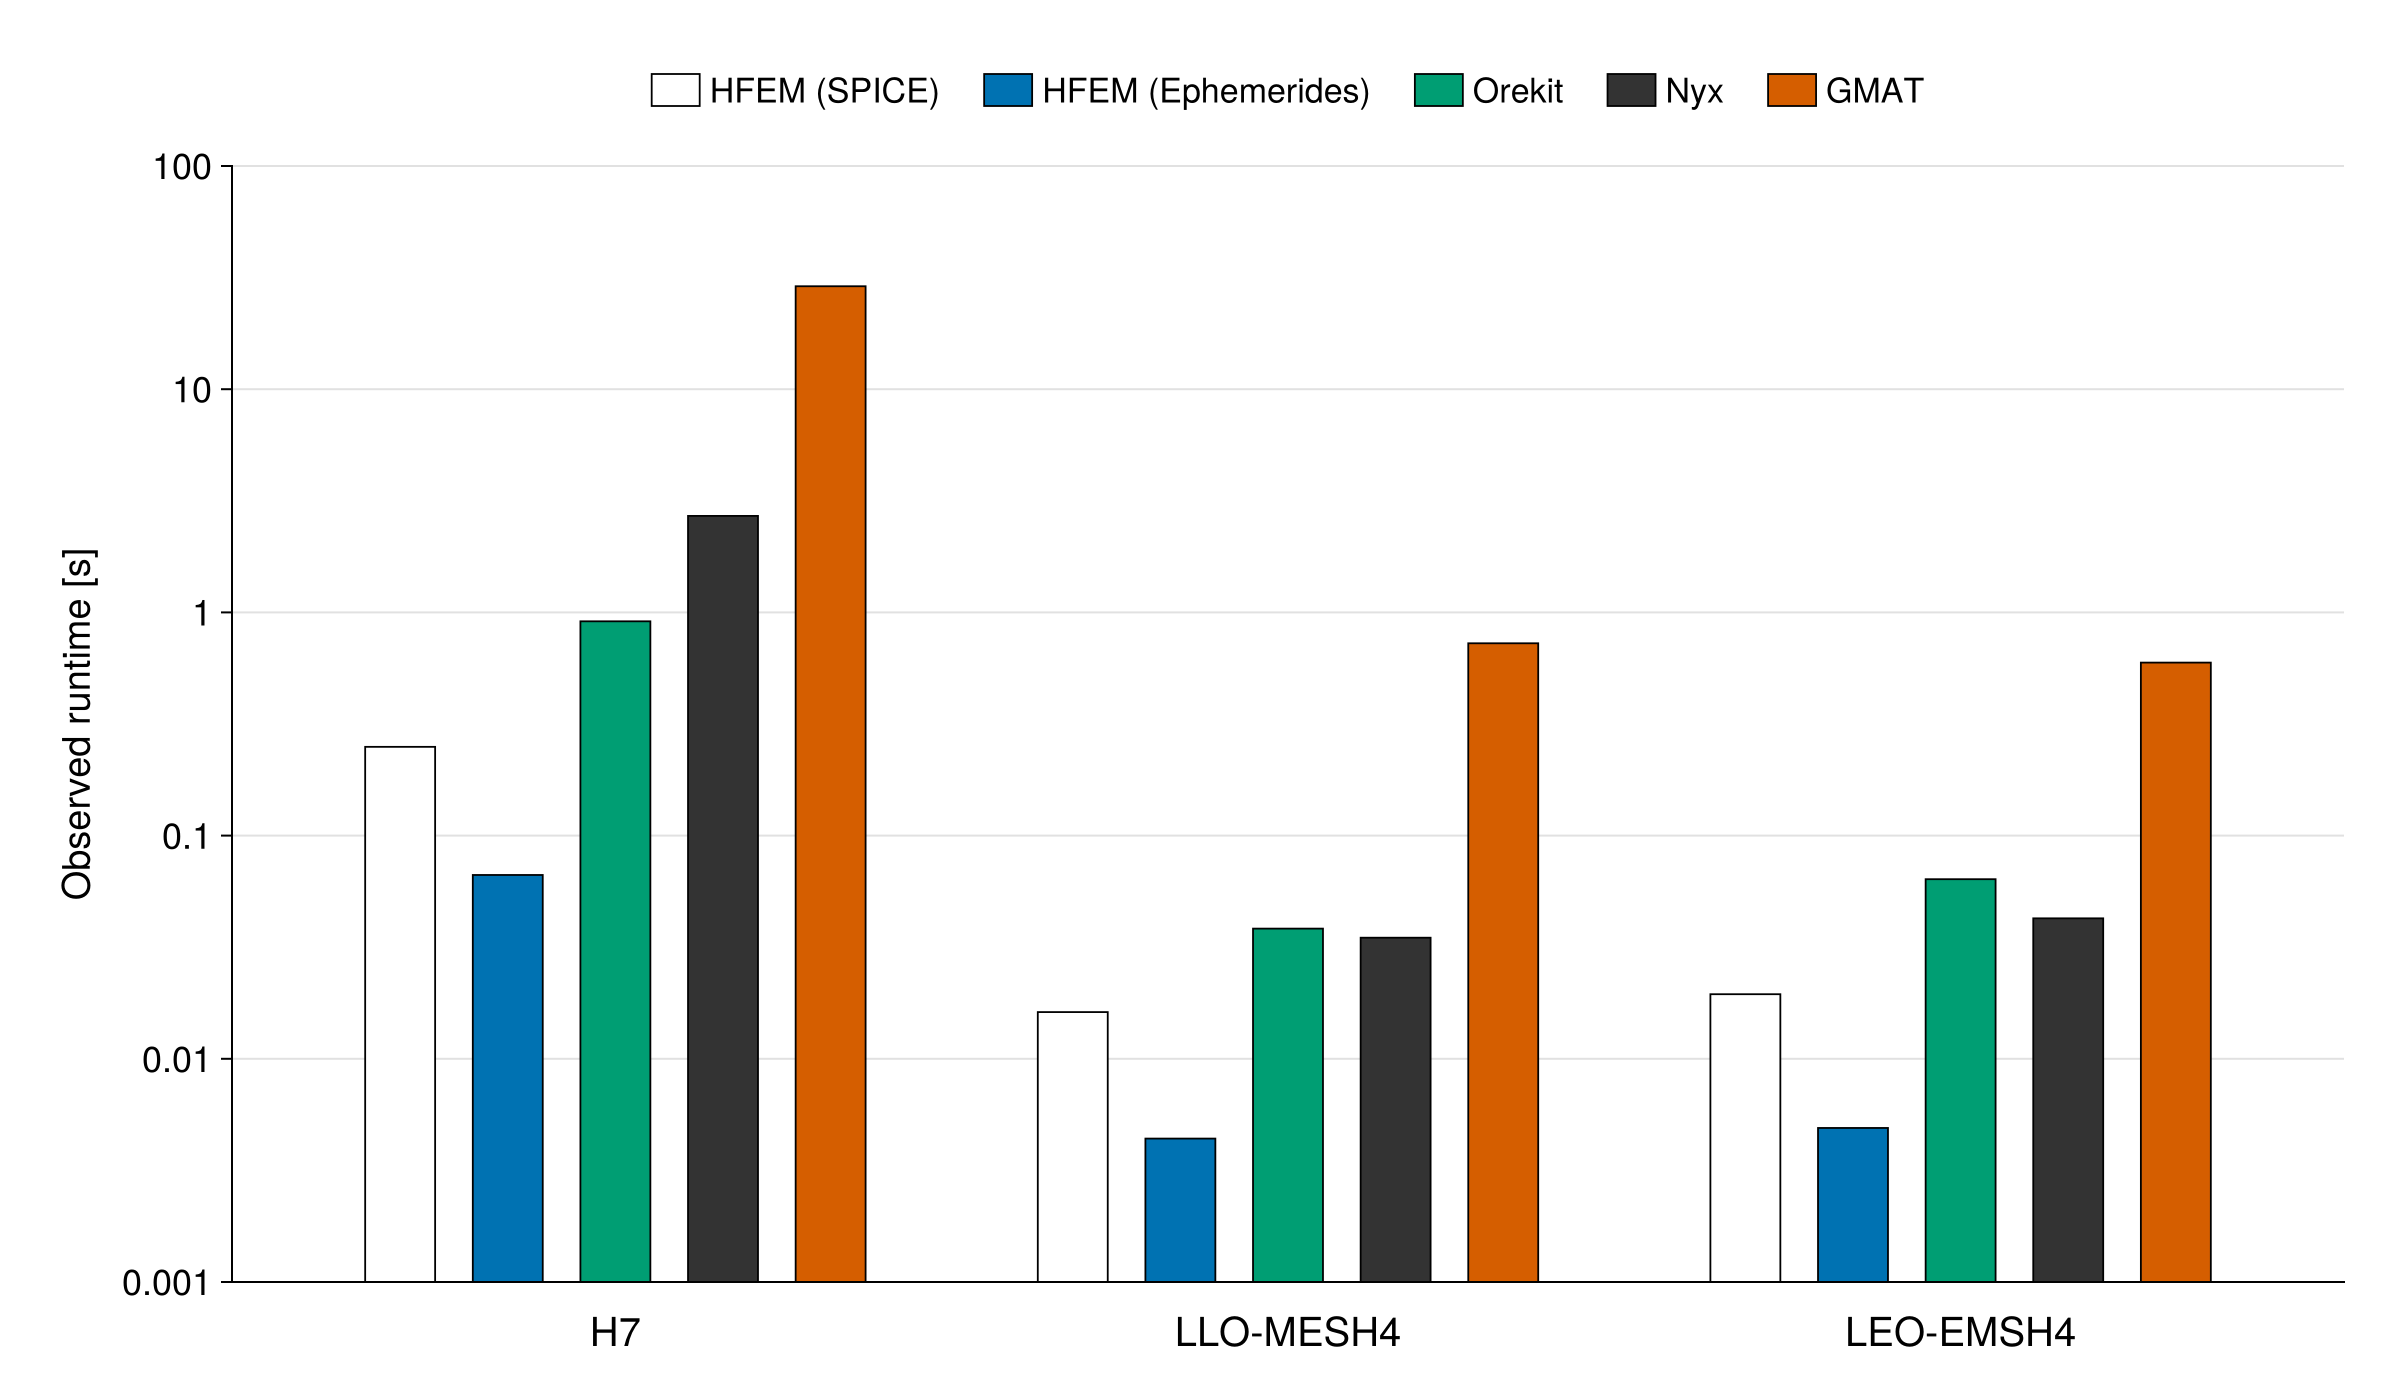 HFEM (SPICE) HFEM (Ephemerides) Orekit Nyx GMAT
100
10
1
0.1
0.01
0.001
Observed runtime [s]
H7 LLO-MESH4 LEO-EMSH4